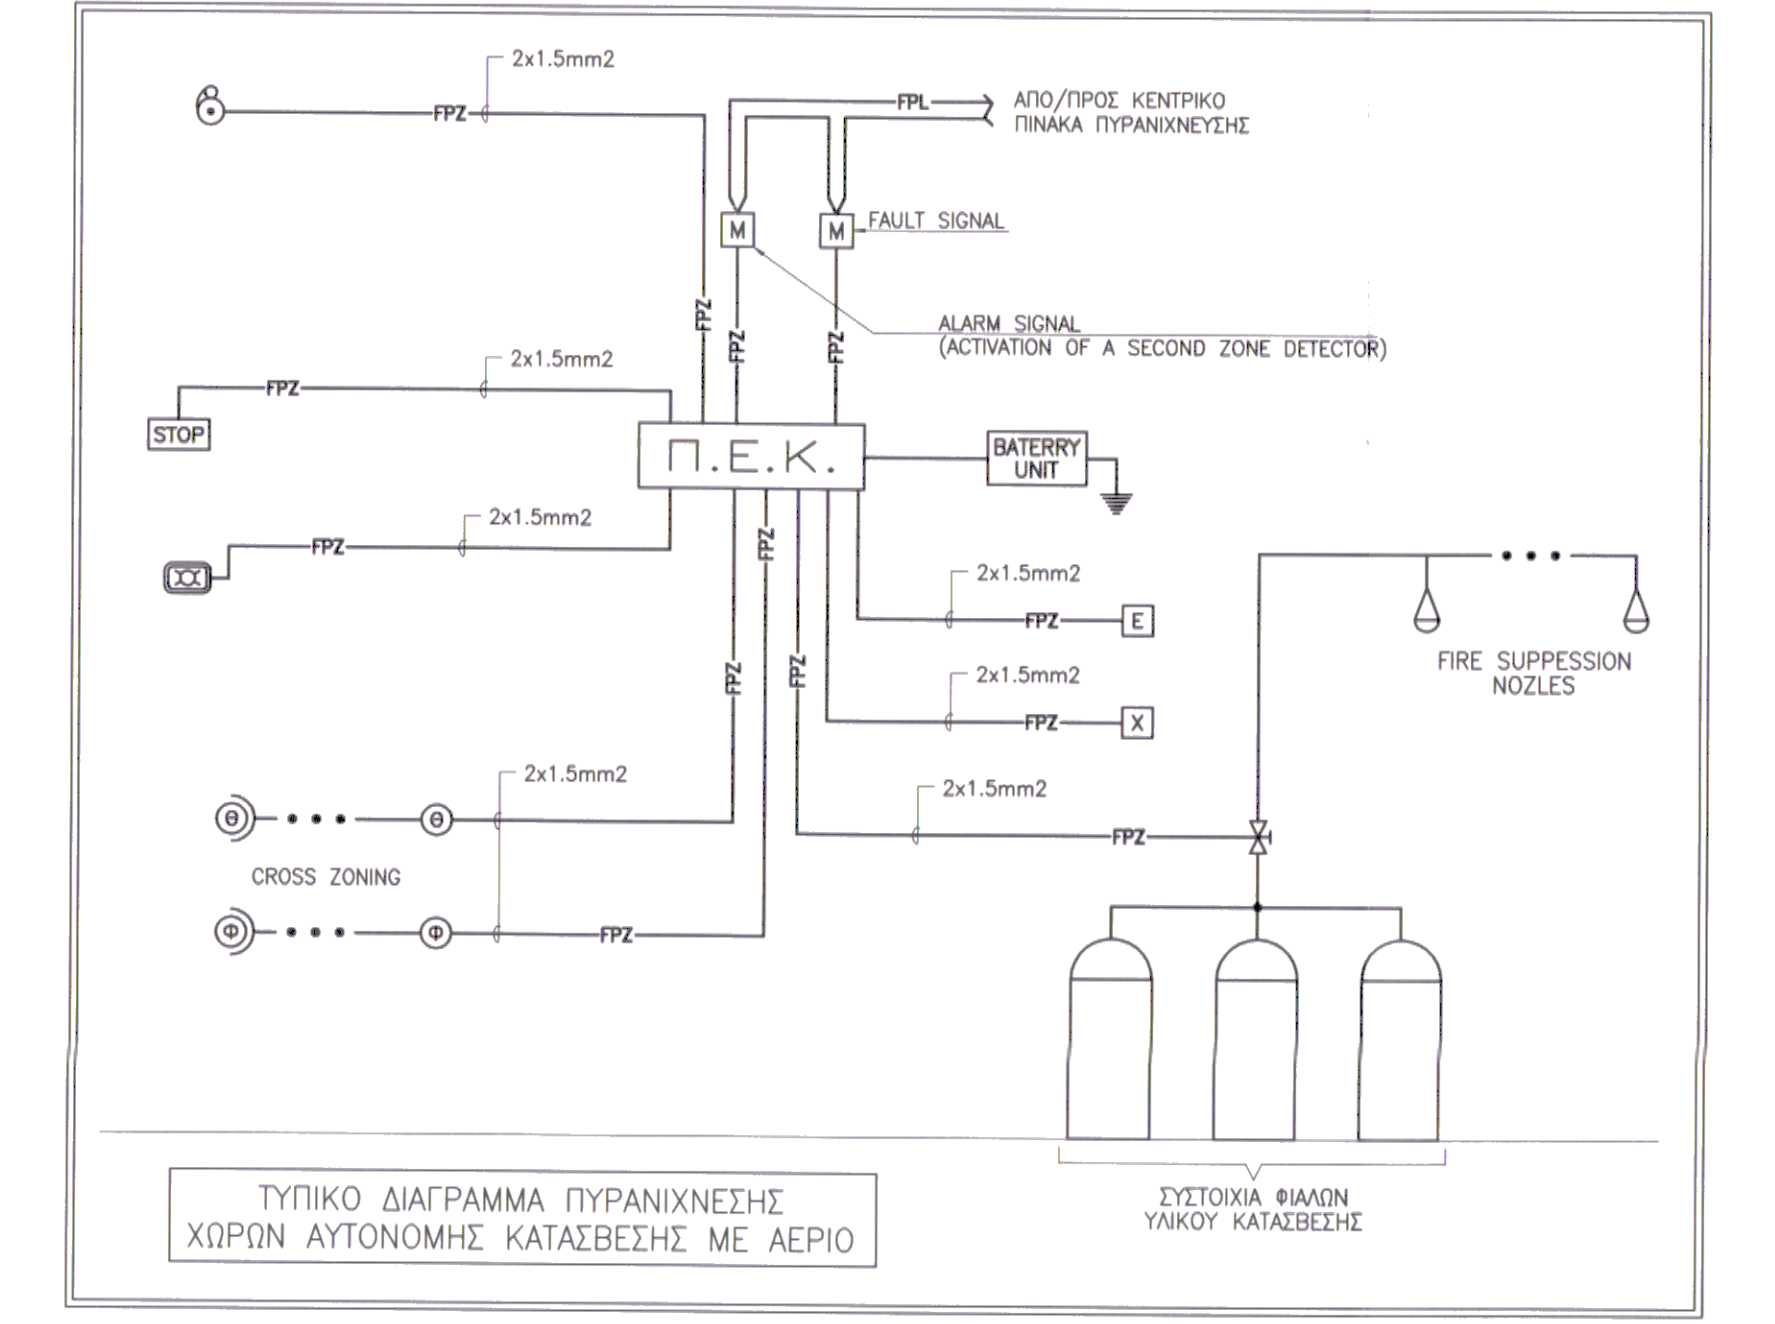 2x1.5mm2
FPZ
FPL
ΑΠΟ/ΠΡΟΣ ΚΕΝΤΡΙΚΟ
ΠΙΝΑΚΑ ΠΥΡΑΝΙΧΝΕΥΣΗΣ
M
M
FAULT SIGNAL
FPZ
FPZ
FPZ
ALARM SIGNAL
(ACTIVATION OF A SECOND ZONE DETECTOR)
2x1.5mm2
FPZ
STOP
Π.Ε.Κ.
BATERRY
UNIT
2x1.5mm2
FPZ
FPZ
2x1.5mm2
FPZ
E
FPZ
FPZ
2x1.5mm2
FPZ
X
FIRE SUPPESSION
NOZLES
2x1.5mm2
2x1.5mm2
Θ
Θ
FPZ
CROSS ZONING
Φ
Φ
FPZ
ΤΥΠΙΚΟ ΔΙΑΓΡΑΜΜΑ ΠΥΡΑΝΙΧΝΕΣΗΣ
ΧΩΡΩΝ ΑΥΤΟΝΟΜΗΣ ΚΑΤΑΣΒΕΣΗΣ ΜΕ ΑΕΡΙΟ
ΣΥΣΤΟΙΧΙΑ ΦΙΑΛΩΝ
ΥΛΙΚΟΥ ΚΑΤΑΣΒΕΣΗΣ